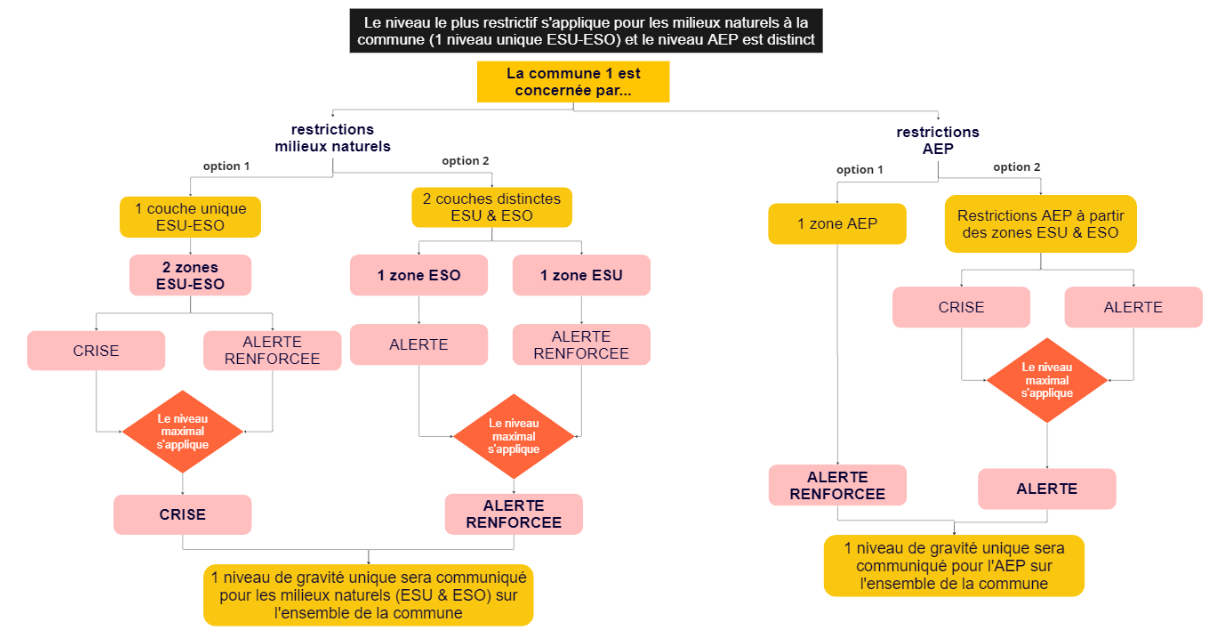 Le niveau le plus restrictif s'applique pour les milieux naturels à la
commune (1 niveau unique ESU-ESO) et le niveau AEP est distinct
La commune 1 est
concernée par...
restrictions
milieux naturels
option 1
option 2
1 couche unique
ESU-ESO
2 couches distinctes
ESU & ESO
2 zones
ESU-ESO
1 zone ESO
1 zone ESU
CRISE
ALERTE
RENFORCEE
ALERTE
ALERTE
RENFORCEE
Le niveau
maximal
s'applique
Le niveau
maximal
s'applique
CRISE
ALERTE
RENFORCEE
1 niveau de gravité unique sera communiqué
pour les milieux naturels (ESU & ESO) sur
l'ensemble de la commune
restrictions
AEP
option 1
option 2
1 zone AEP
Restrictions AEP à partir
des zones ESU & ESO
CRISE
ALERTE
Le niveau
maximal
s'applique
ALERTE
RENFORCEE
ALERTE
1 niveau de gravité unique sera
communiqué pour l'AEP sur
l'ensemble de la commune